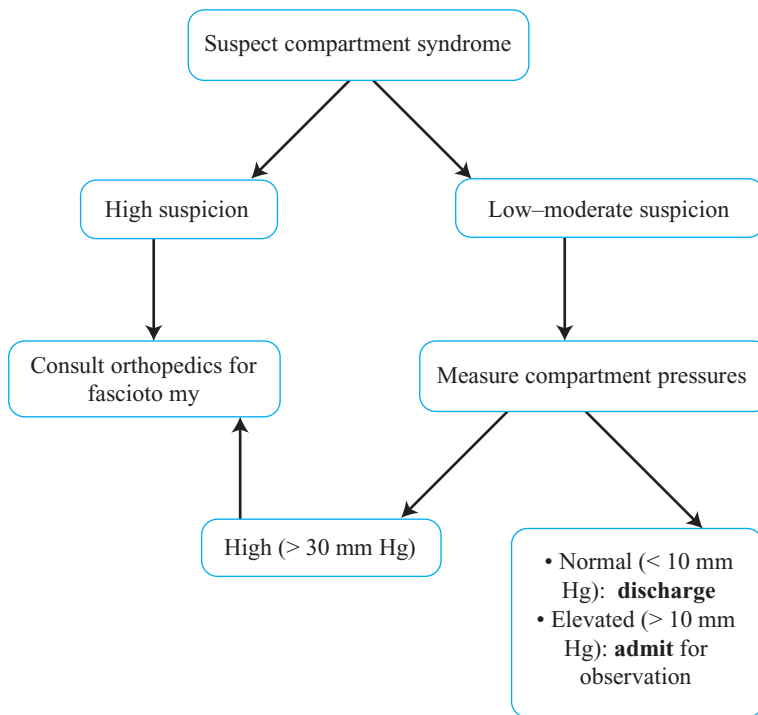 Suspect compartment syndrome
High suspicion
Low–moderate suspicion
Consult orthopedics for
fascioto my
Measure compartment pressures
High (> 30 mm Hg)
• Normal (< 10 mm
Hg): discharge
• Elevated (> 10 mm
Hg): admit for
observation